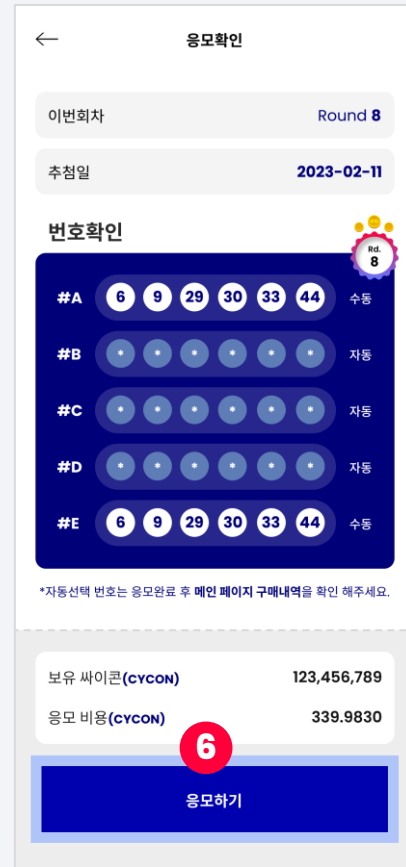 응모확인
이번회차 Round 8
추첨일 2023-02-11
번호확인
Rd.
8
#A 6 9 29 30 33 44 수동
#B * * * * * * 자동
#C * * * * * * 자동
#D * * * * * * 자동
#E 6 9 29 30 33 44 수동
*자동선택 번호는 응모완료 후 메인 페이지 구매내역을 확인 해주세요.
보유 싸이콘(CYCON) 123,456,789
응모 비용(CYCON) 339.9830
6
응모하기